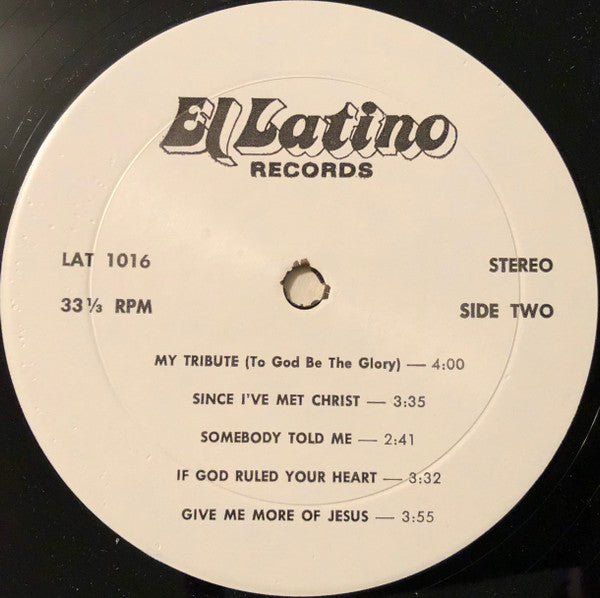 El Latino
RECORDS
LAT 1016
STEREO
33 ⅓ RPM
SIDE TWO
MY TRIBUTE (To God Be The Glory) — 4:00
SINCE I'VE MET CHRIST — 3:35
SOMEBODY TOLD ME — 2:41
IF GOD RULED YOUR HEART — 3:32
GIVE ME MORE OF JESUS — 3:55